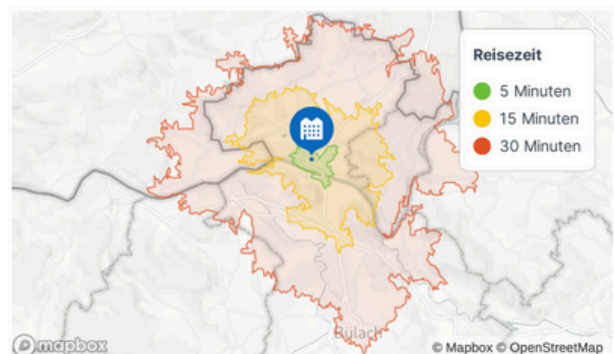 Reisezeit
5 Minuten
15 Minuten
30 Minuten
Bülach
mapbox
© Mapbox © OpenStreetMap